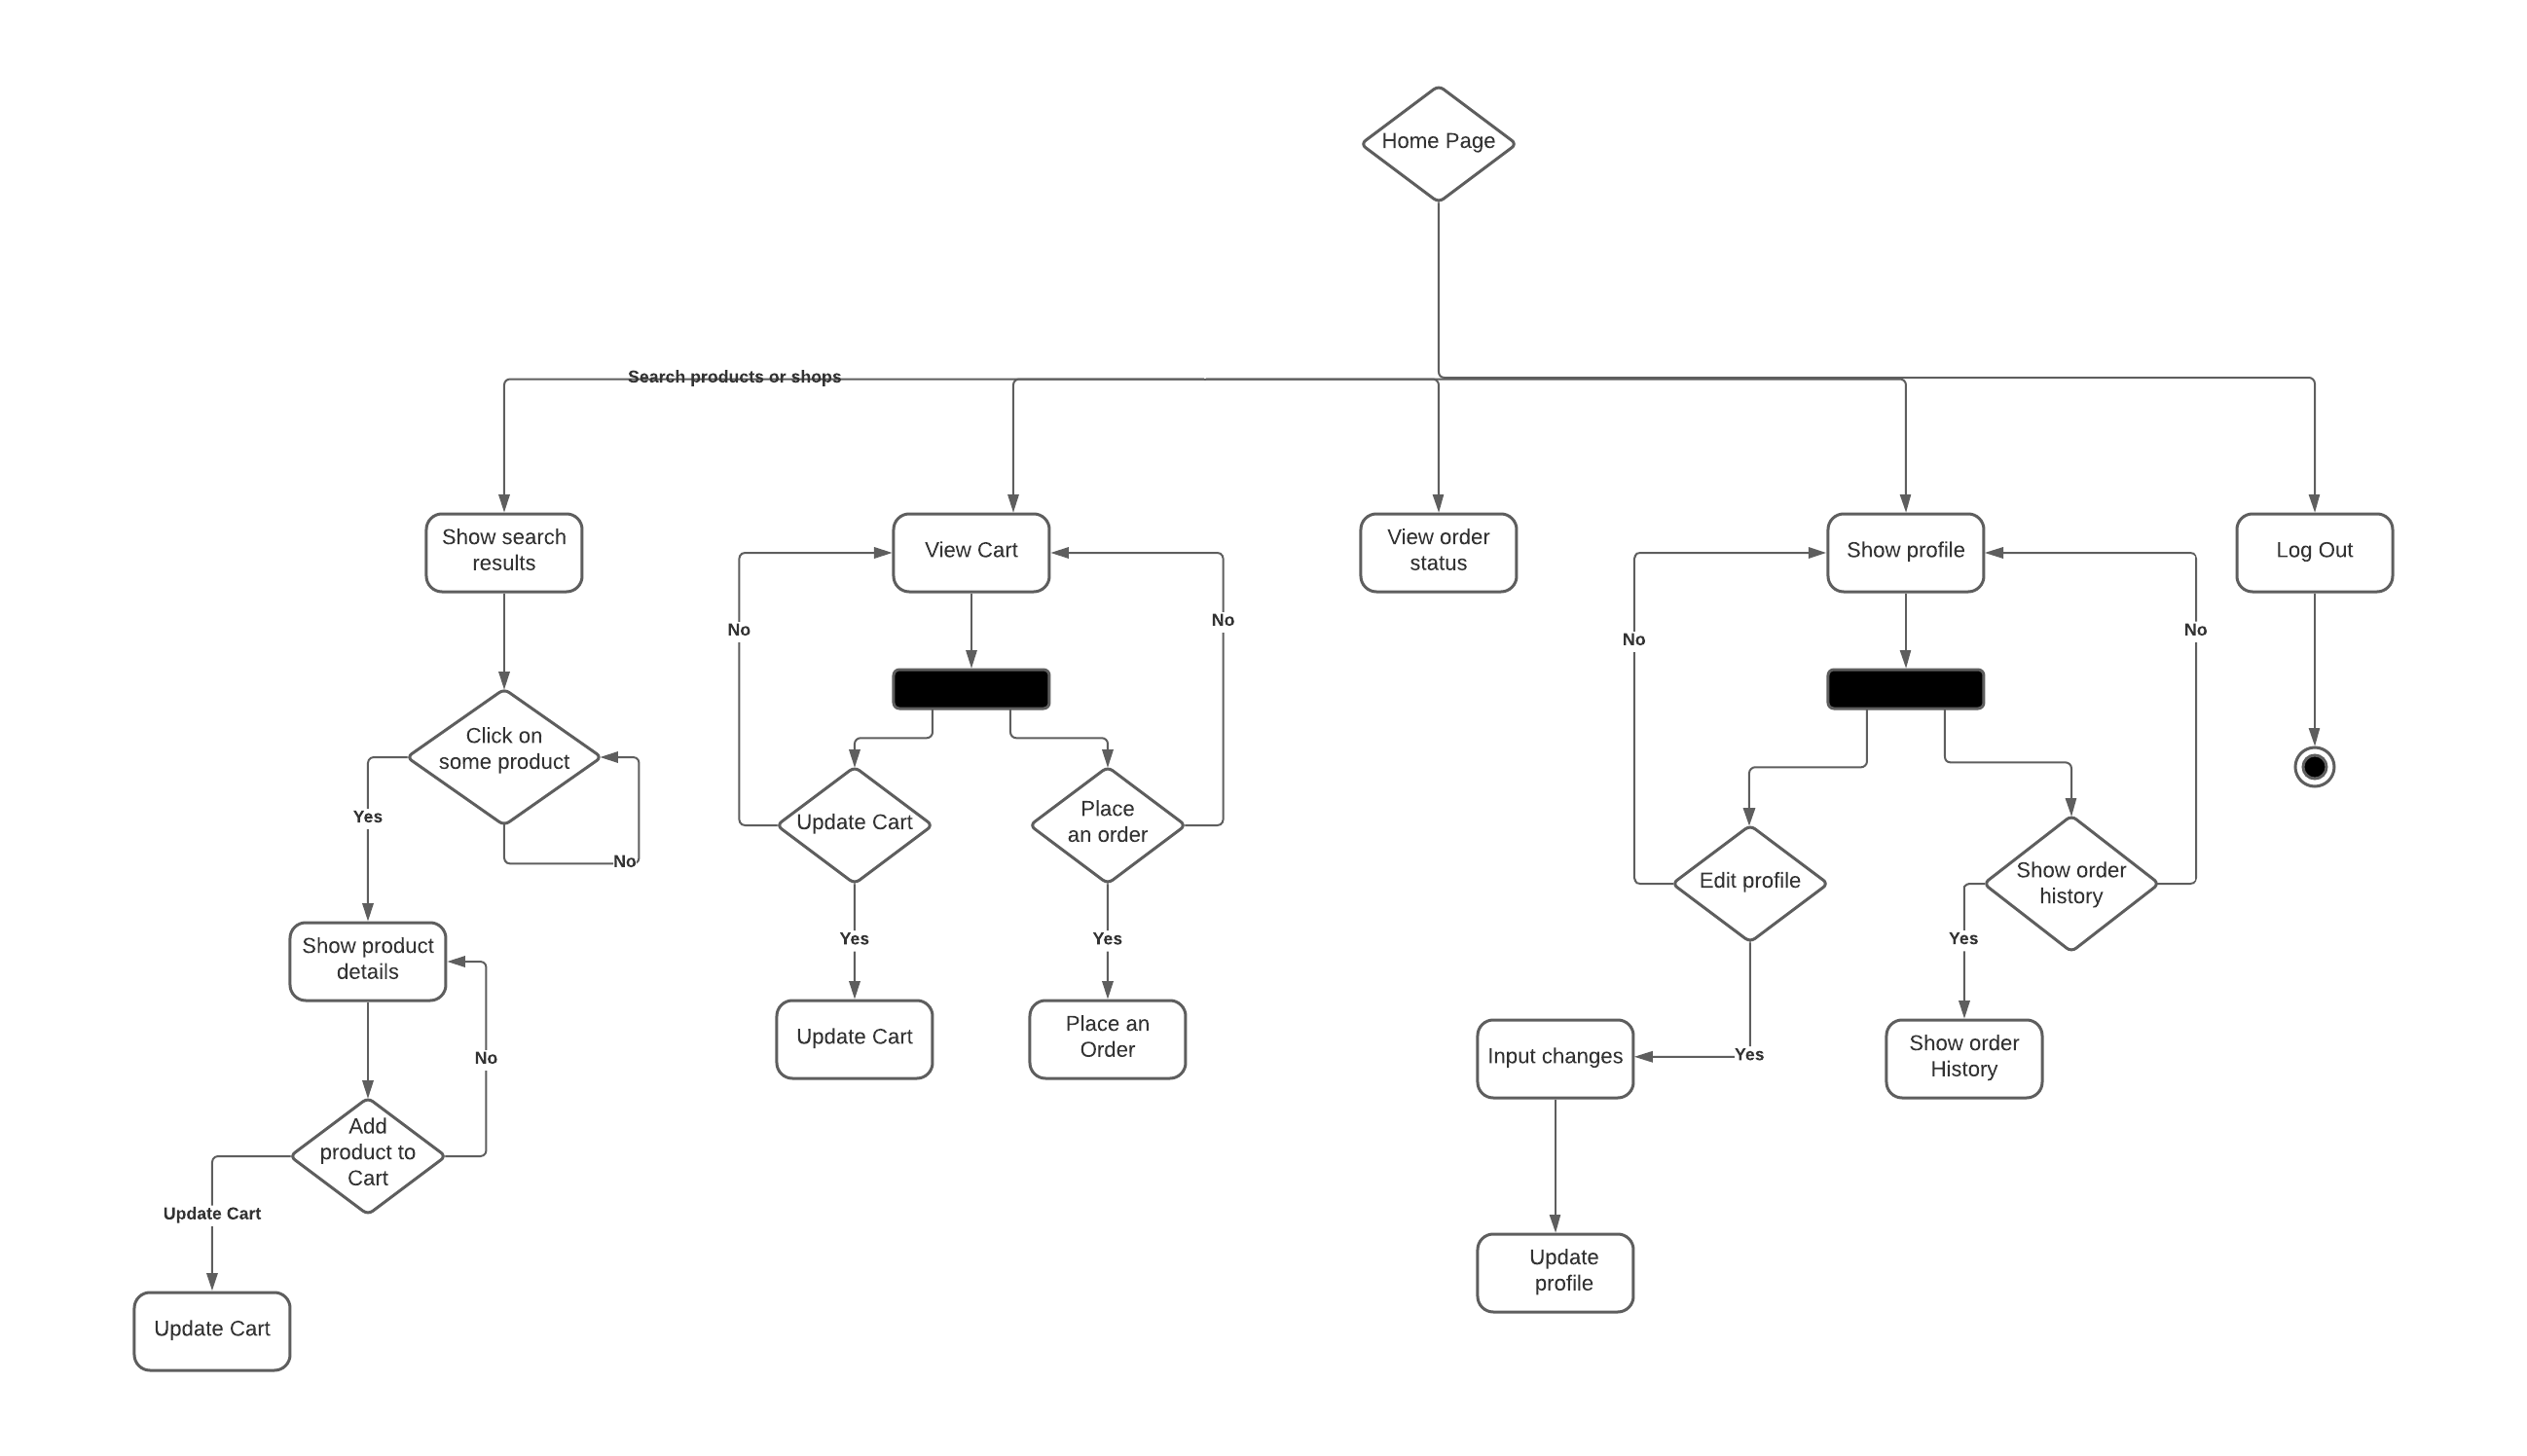 Home Page
Search products or shops
Show search
results
View Cart
View order
status
Show profile
Log Out
No
No
No
No
Click on
some product
Yes
No
Update Cart
Place
an order
Edit profile
Show order
history
Show product
details
Yes
Yes
Yes
No
Update Cart
Place an
Order
Input changes
Yes
Show order
History
Add
product to
Cart
Update Cart
Update
profile
Update Cart